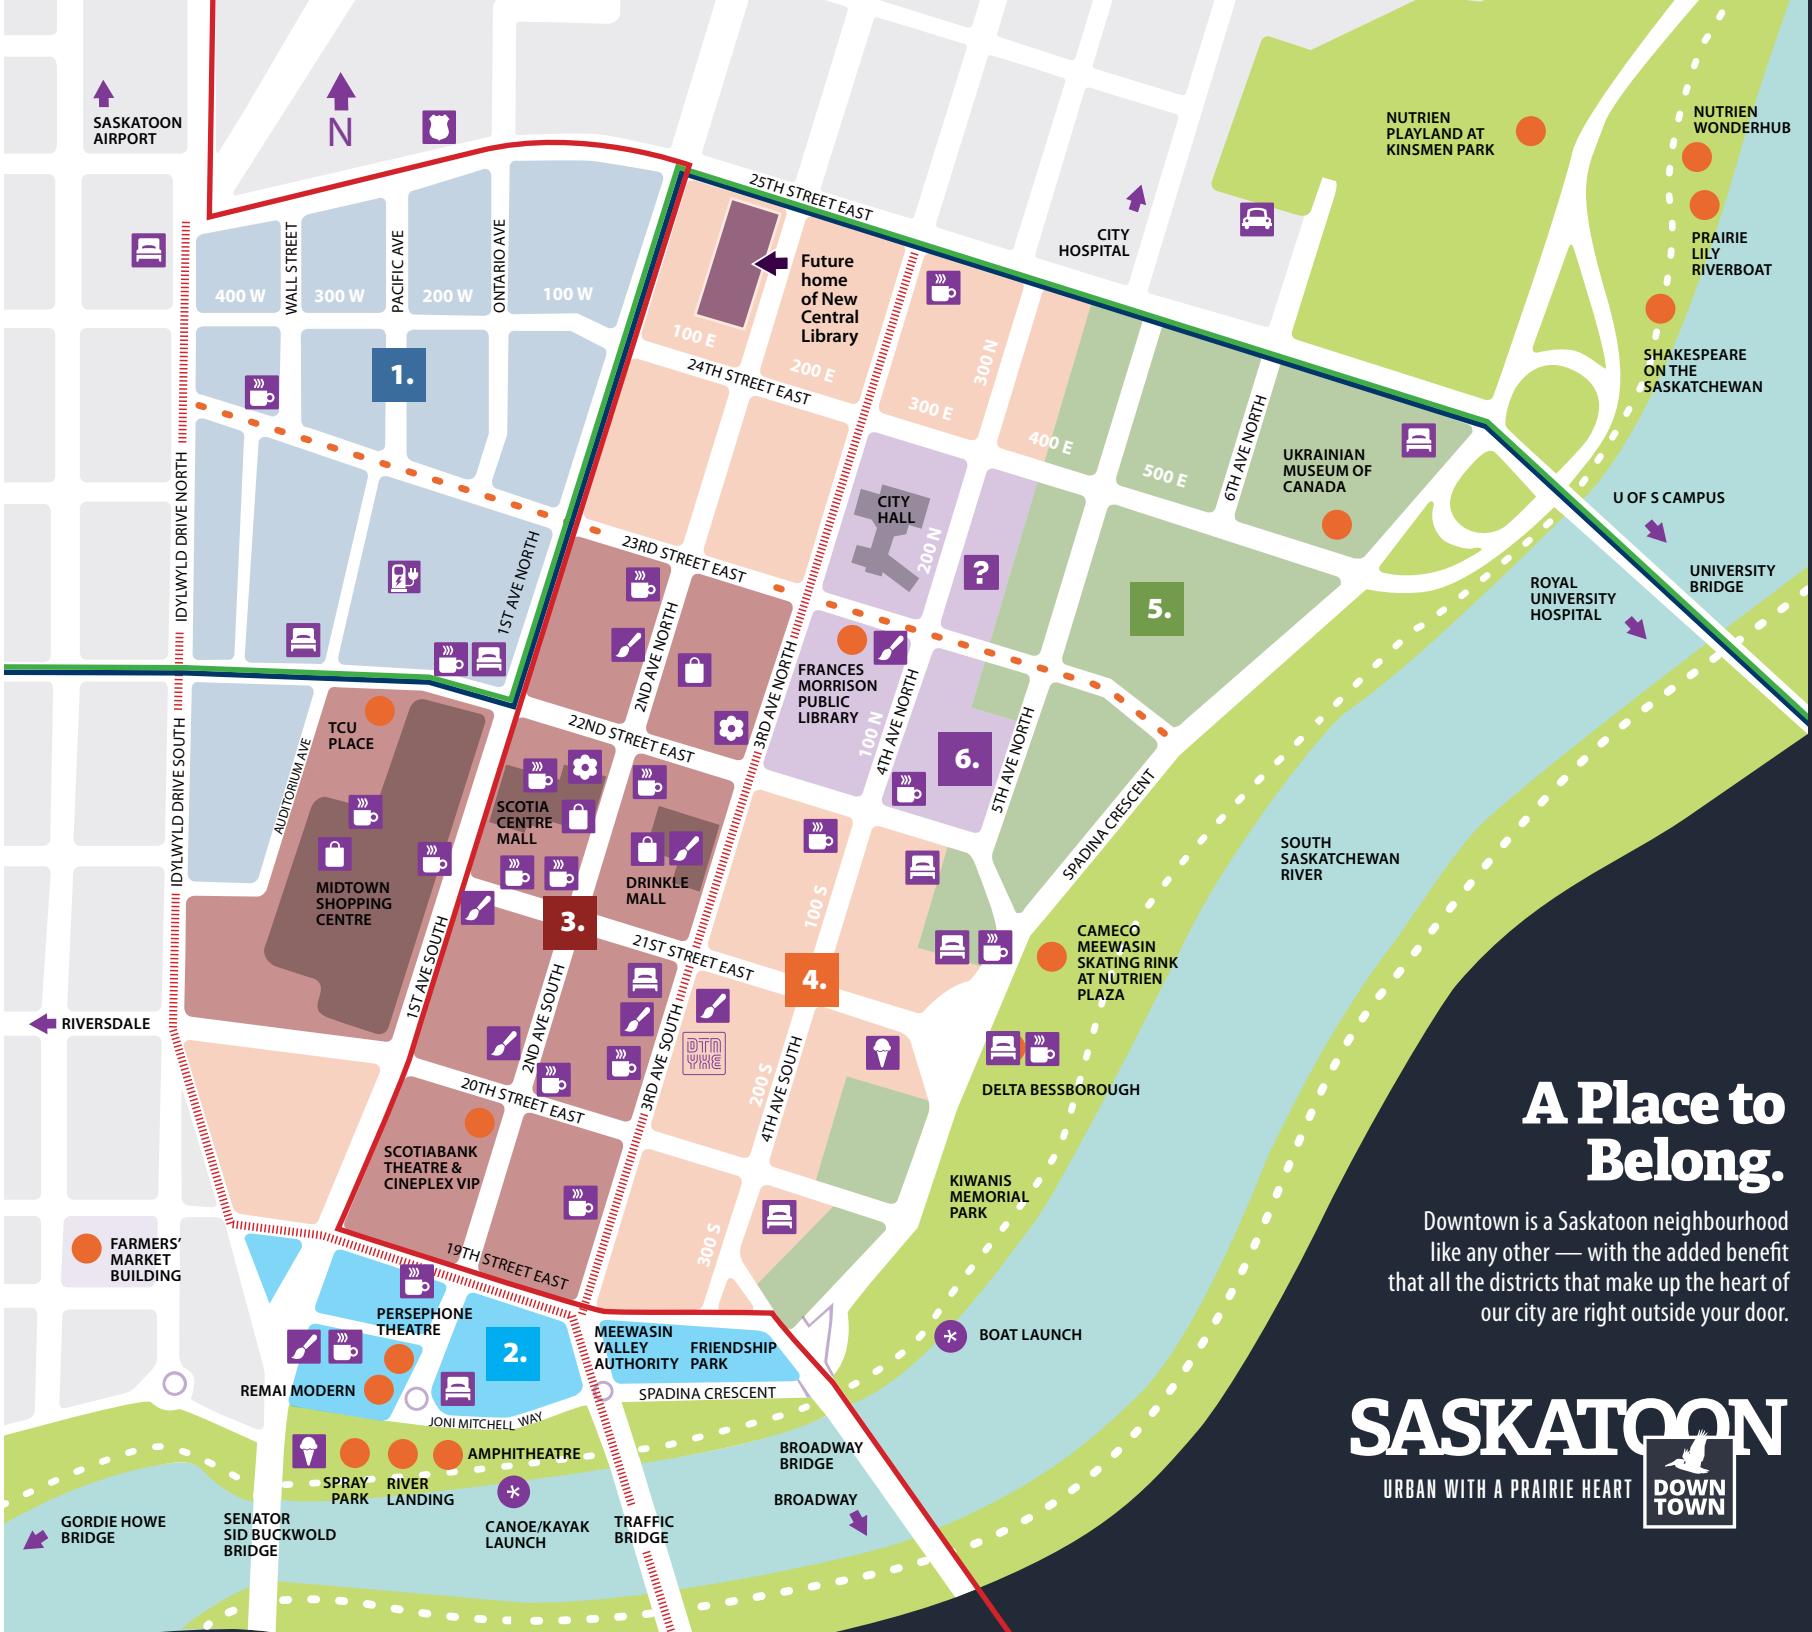 SASKATOON
AIRPORT
N
25TH STREET EAST
CITY
HOSPITAL
NUTRIEN
PLAYLAND AT
KINSMEN PARK
NUTRIEN
WONDERHUB
PRAIRIE
LILY
RIVERBOAT
SHAKESPEARE
ON THE
SASKATCHEWAN
WALL STREET
PACIFIC AVE
ONTARIO AVE
400 W
300 W
200 W
100 W
Future
home
of New
Central
Library
100 E
200 E
300 E
400 E
500 E
300 N
24TH STREET EAST
1.
6TH AVE NORTH
UKRAINIAN
MUSEUM OF
CANADA
U OF S CAMPUS
UNIVERSITY
BRIDGE
ROYAL
UNIVERSITY
HOSPITAL
IDYLWYLD DRIVE NORTH
1ST AVE NORTH
23RD STREET EAST
CITY
HALL
200 N
?
5.
2ND AVE NORTH
3RD AVE NORTH
FRANCES
MORRISON
PUBLIC
LIBRARY
100 N
4TH AVE NORTH
5TH AVE NORTH
6.
SPADINA CRESCENT
IDYLWYLD DRIVE SOUTH
AUDITORIUM AVE
TCU
PLACE
22ND STREET EAST
SCOTIA
CENTRE
MALL
MIDTOWN
SHOPPING
CENTRE
DRINKLE
MALL
3.
100 S
SOUTH
SASKATCHEWAN
RIVER
21ST STREET EAST
4.
CAMECO
MEEWASIN
SKATING RINK
AT NUTRIEN
PLAZA
1ST AVE SOUTH
2ND AVE SOUTH
3RD AVE SOUTH
4TH AVE SOUTH
DTN
YXE
200 S
RIVERSDALE
DELTA BESSBOROUGH
20TH STREET EAST
SCOTIABANK
THEATRE &
CINEPLEX VIP
KIWANIS
MEMORIAL
PARK
300 S
19TH STREET EAST
FARMERS'
MARKET
BUILDING
PERSEPHONE
THEATRE
2.
MEEWASIN
VALLEY
AUTHORITY
FRIENDSHIP
PARK
BOAT LAUNCH
REMAI MODERN
SPADINA CRESCENT
JONI MITCHELL WAY
AMPHITHEATRE
SPRAY
PARK
RIVER
LANDING
BROADWAY
BRIDGE
BROADWAY
GORDIE HOWE
BRIDGE
SENATOR
SID BUCKWOLD
BRIDGE
CANOE/KAYAK
LAUNCH
TRAFFIC
BRIDGE
A Place to
Belong.
Downtown is a Saskatoon neighbourhood
like any other — with the added benefit
that all the districts that make up the heart of
our city are right outside your door.
SASKATOON
URBAN WITH A PRAIRIE HEART
DOWN
TOWN